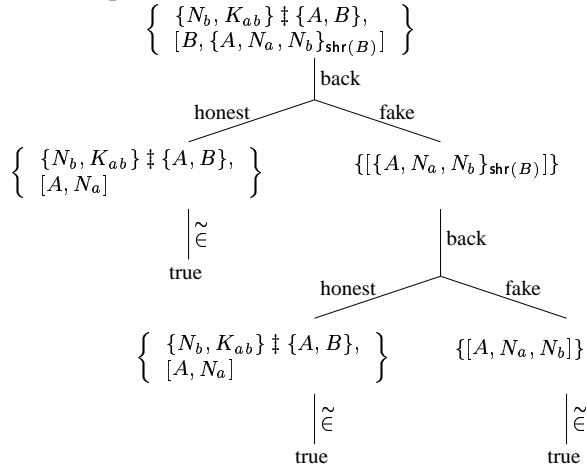 { {N_b, K_ab} ‡ {A, B},
[B, {A, N_a, N_b}_shr(B)] }
back
honest fake
{ {N_b, K_ab} ‡ {A, B},
[A, N_a] }
{[{A, N_a, N_b}_shr(B)]}
∈̃
back
true
honest fake
{ {N_b, K_ab} ‡ {A, B},
[A, N_a] }
{[A, N_a, N_b]}
∈̃ ∈̃
true true